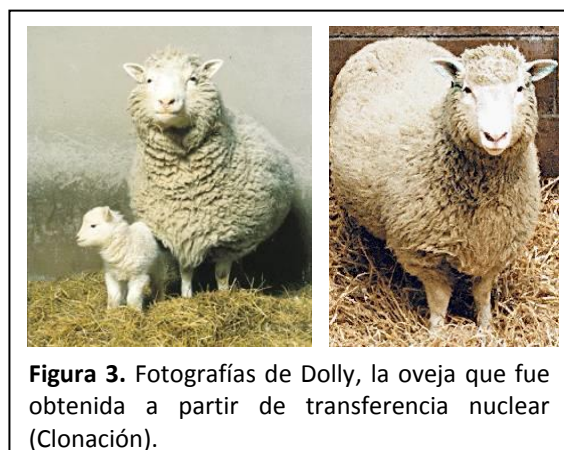 Figura 3. Fotografías de Dolly, la oveja que fue
obtenida a partir de transferencia nuclear
(Clonación).